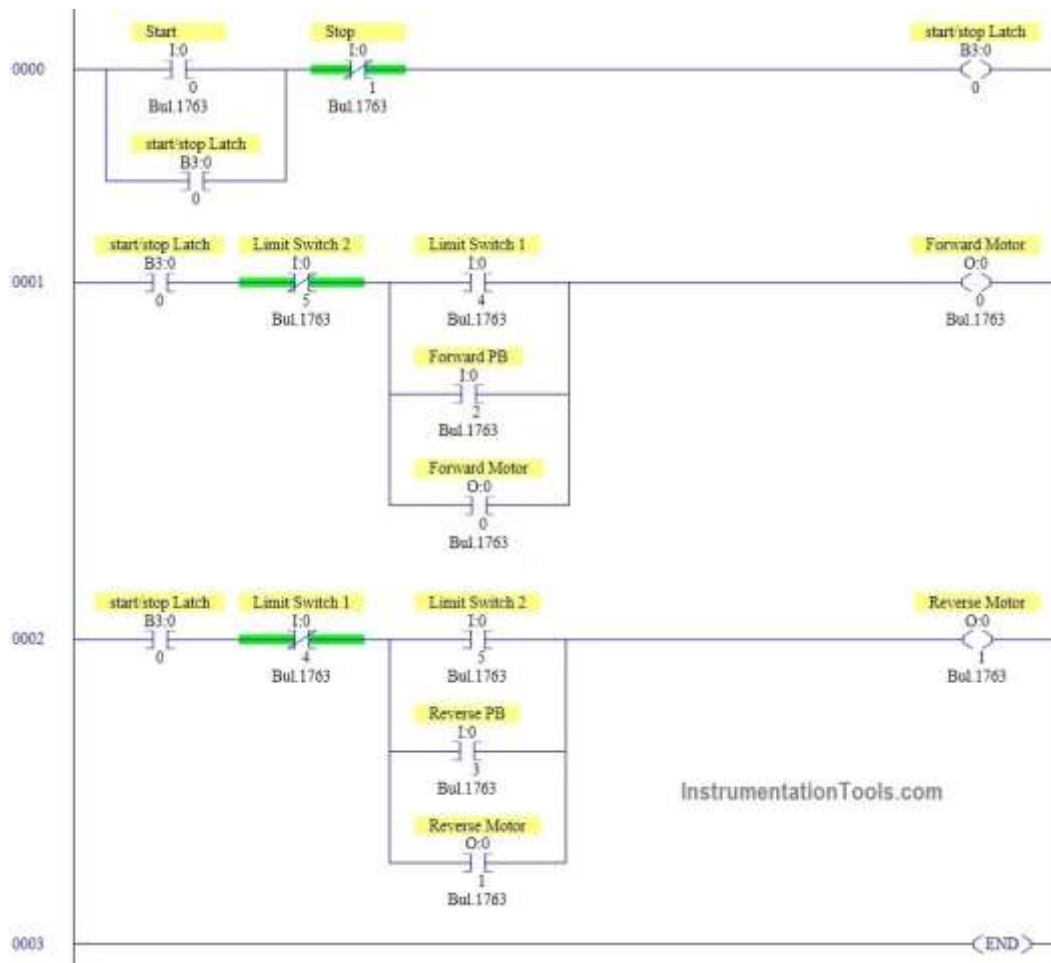 Start Stop start/stop Latch
I:0 I:0 B3:0
0000
0 1 0
Bul.1763 Bul.1763
start/stop Latch
B3:0
0
start/stop Latch Limit Switch 2 Limit Switch 1 Forward Motor
B3:0 I:0 I:0 O:0
0001
0 5 4 0
Bul.1763 Bul.1763 Bul.1763
Forward PB
I:0
2
Bul.1763
Forward Motor
O:0
0
Bul.1763
start/stop Latch Limit Switch 1 Limit Switch 2 Reverse Motor
B3:0 I:0 I:0 O:0
0002
0 4 5 1
Bul.1763 Bul.1763 Bul.1763
Reverse PB
I:0
3
Bul.1763
InstrumentationTools.com
Reverse Motor
O:0
1
Bul.1763
0003 END